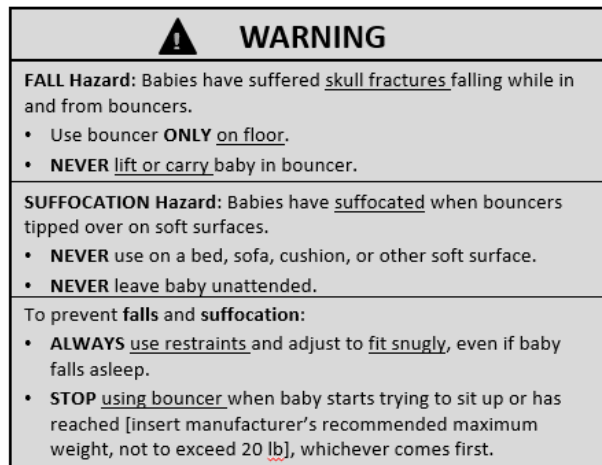 WARNING
FALL Hazard: Babies have suffered skull fractures falling while in
and from bouncers.
• Use bouncer ONLY on floor.
• NEVER lift or carry baby in bouncer.
SUFFOCATION Hazard: Babies have suffocated when bouncers
tipped over on soft surfaces.
• NEVER use on a bed, sofa, cushion, or other soft surface.
• NEVER leave baby unattended.
To prevent falls and suffocation:
• ALWAYS use restraints and adjust to fit snugly, even if baby
falls asleep.
• STOP using bouncer when baby starts trying to sit up or has
reached [insert manufacturer’s recommended maximum
weight, not to exceed 20 lb], whichever comes first.